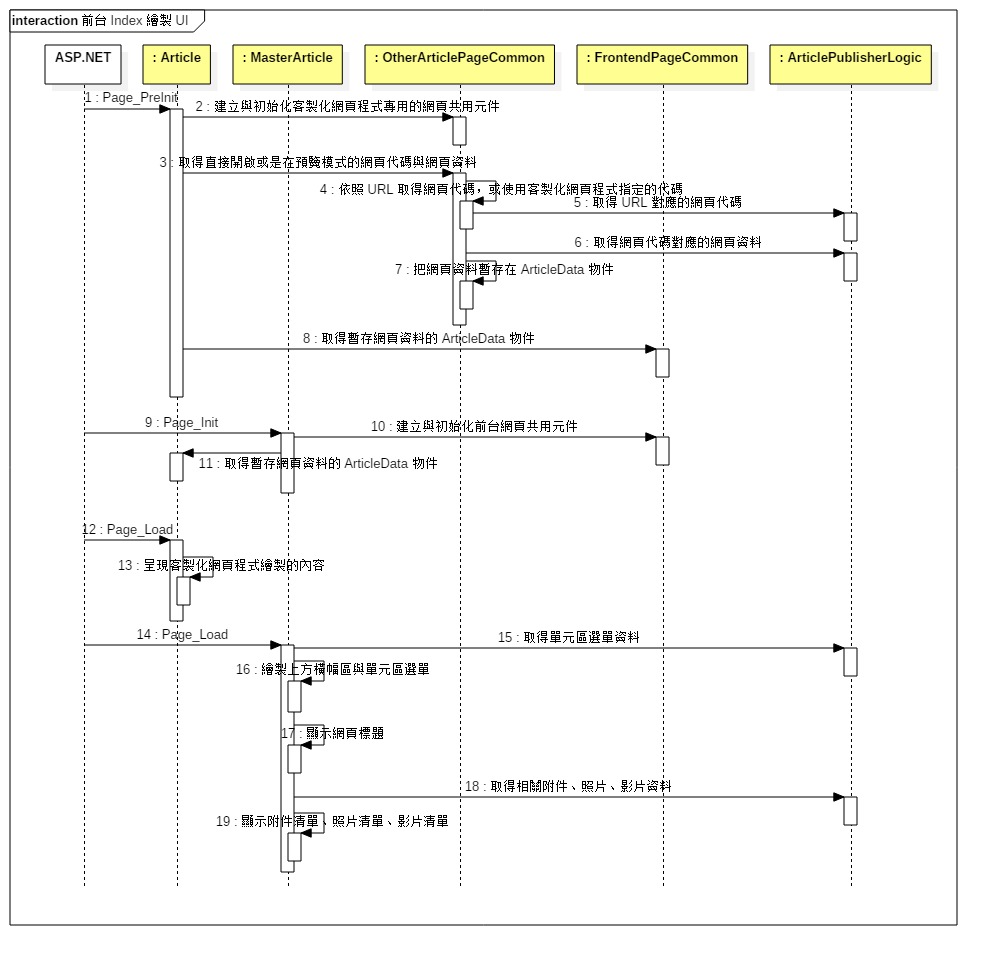 interaction 前台 Index 繪製 UI
ASP.NET
: Article
: MasterArticle
: OtherArticlePageCommon
: FrontendPageCommon
: ArticlePublisherLogic
1 : Page_PreInit
2 : 建立與初始化客製化網頁程式專用的網頁共用元件
3 : 取得直接開啟或是在預覽模式的網頁代碼與網頁資料
4 : 依照 URL 取得網頁代碼，或使用客製化網頁程式指定的代碼
5 : 取得 URL 對應的網頁代碼
6 : 取得網頁代碼對應的網頁資料
7 : 把網頁資料暫存在 ArticleData 物件
8 : 取得暫存網頁資料的 ArticleData 物件
9 : Page_Init
10 : 建立與初始化前台網頁共用元件
11 : 取得暫存網頁資料的 ArticleData 物件
12 : Page_Load
13 : 呈現客製化網頁程式繪製的內容
14 : Page_Load
15 : 取得單元區選單資料
16 : 繪製上方橫幅區與單元區選單
17 : 顯示網頁標題
18 : 取得相關附件、照片、影片資料
19 : 顯示附件清單、照片清單、影片清單